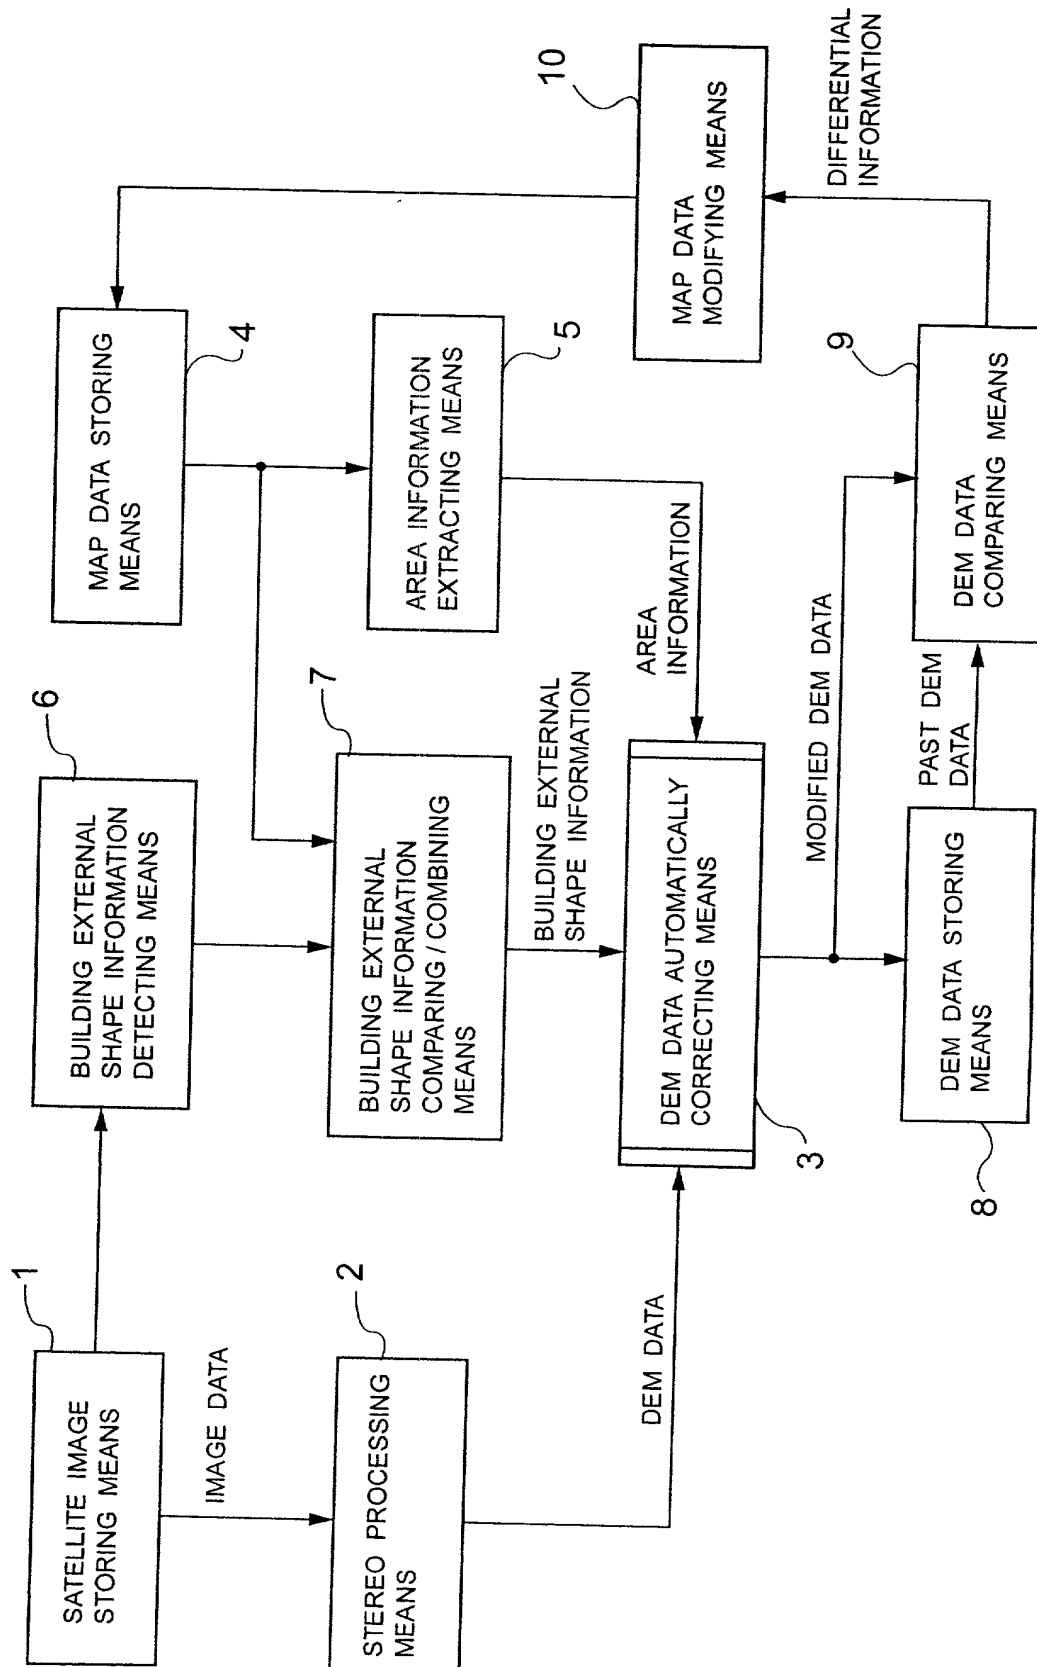 1
SATELLITE IMAGE
STORING MEANS
IMAGE DATA
2
STEREO PROCESSING
MEANS
DEM DATA
6
BUILDING EXTERNAL
SHAPE INFORMATION
DETECTING MEANS
7
BUILDING EXTERNAL
SHAPE INFORMATION
COMPARING / COMBINING
MEANS
BUILDING EXTERNAL
SHAPE INFORMATION
3
DEM DATA AUTOMATICALLY
CORRECTING MEANS
MAP DATA STORING
MEANS
4
AREA INFORMATION
EXTRACTING MEANS
5
AREA
INFORMATION
MODIFIED DEM DATA
8
DEM DATA STORING
MEANS
PAST DEM
DATA
9
DEM DATA
COMPARING MEANS
DIFFERENTIAL
INFORMATION
10
MAP DATA
MODIFYING MEANS